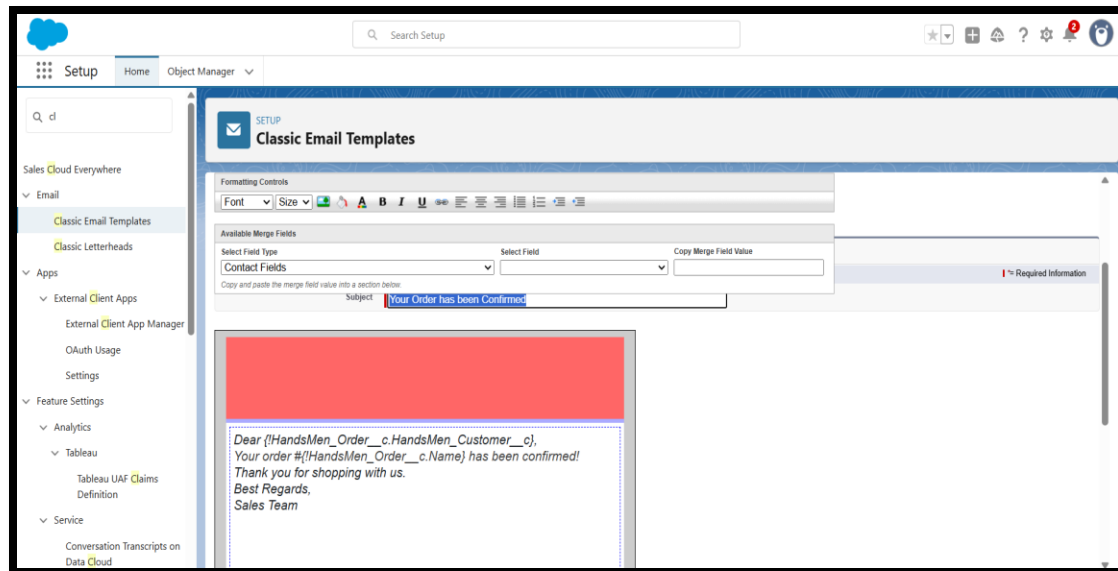 Search Setup
2
Setup
Home
Object Manager
cl
Sales Cloud Everywhere
Email
Classic Email Templates
Classic Letterheads
Apps
External Client Apps
External Client App Manager
OAuth Usage
Settings
Feature Settings
Analytics
Tableau
Tableau UAF Claims
Definition
Service
Conversation Transcripts on
Data Cloud
SETUP
Classic Email Templates
Formatting Controls
Font Size A B I U
Available Merge Fields
Select Field Type Select Field Copy Merge Field Value
Contact Fields
Copy and paste the merge field value into a section below.
= Required Information
Subject Your Order has been Confirmed
Dear {!HandsMen_Order__c.HandsMen_Customer__c},
Your order #{!HandsMen_Order__c.Name} has been confirmed!
Thank you for shopping with us.
Best Regards,
Sales Team